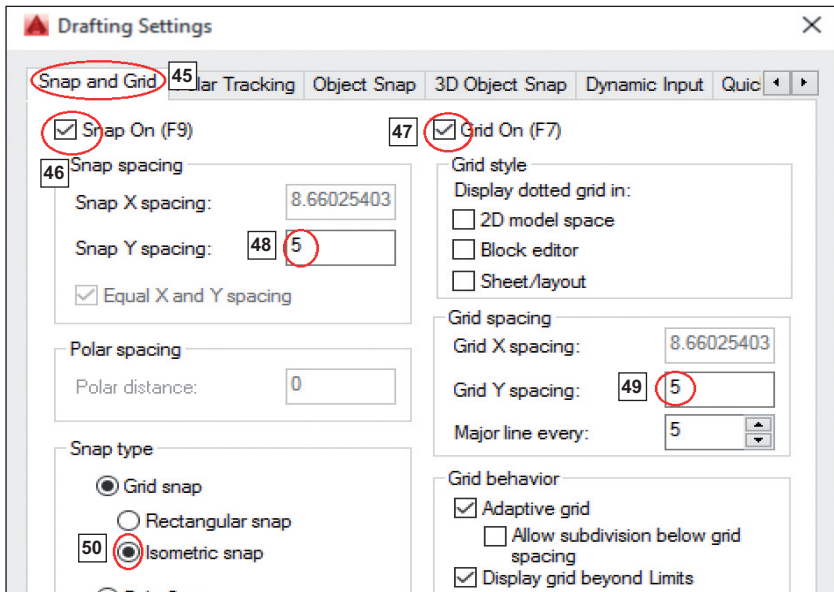 Drafting Settings
Snap and Grid 45 lar Tracking Object Snap 3D Object Snap Dynamic Input Quic
Snap On (F9)
46 Snap spacing
Snap X spacing: 8.66025403
Snap Y spacing: 48 5
Equal X and Y spacing
Polar spacing
Polar distance: 0
Snap type
Grid snap
Rectangular snap
50 Isometric snap
47 Grid On (F7)
Grid style
Display dotted grid in:
2D model space
Block editor
Sheet/layout
Grid spacing
Grid X spacing: 8.66025403
Grid Y spacing: 49 5
Major line every: 5
Grid behavior
Adaptive grid
Allow subdivision below grid
spacing
Display grid beyond Limits